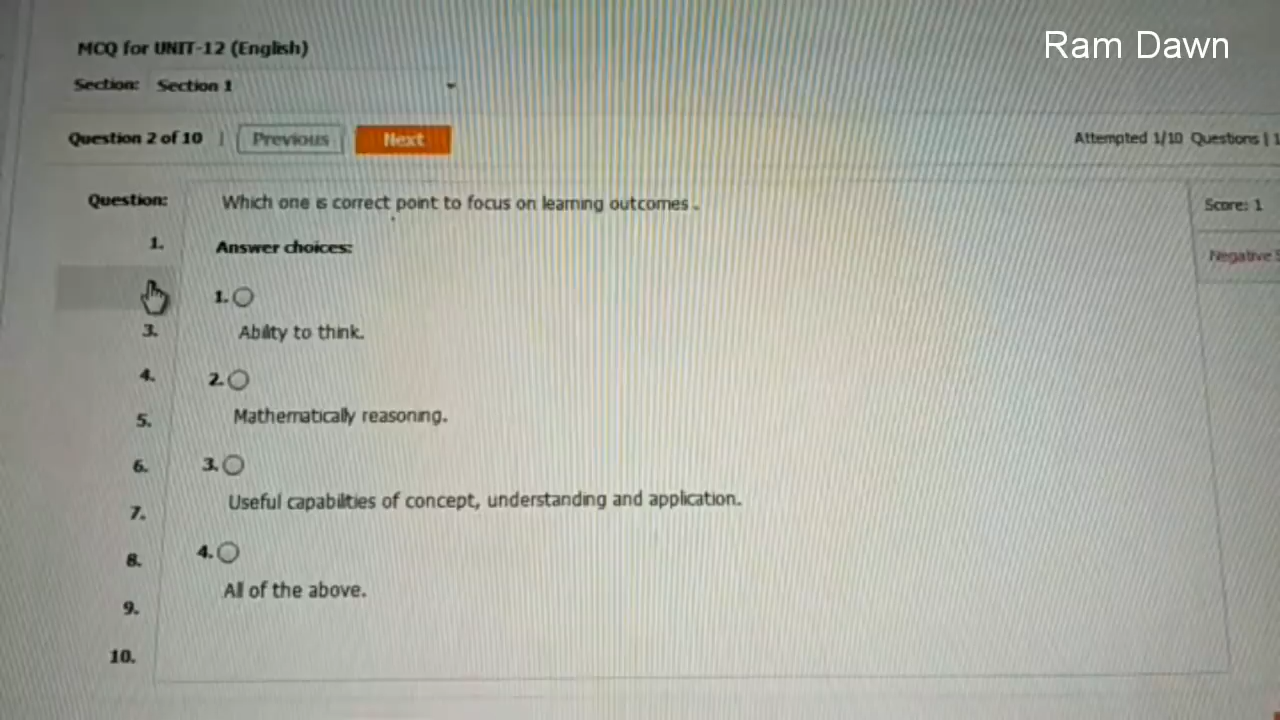 Ram Dawn
MCQ for UNIT-12 (English)
Section: Section 1
Question 2 of 10 | Previous Next
Attempted 1/10 Questions | 1
Question: Which one is correct point to focus on learning outcomes .
Score: 1
Negative S
1.
3.
4.
5.
6.
7.
8.
9.
10.
Answer choices:
1.
Ability to think.
2.
Mathematically reasoning.
3.
Useful capabilities of concept, understanding and application.
4.
All of the above.